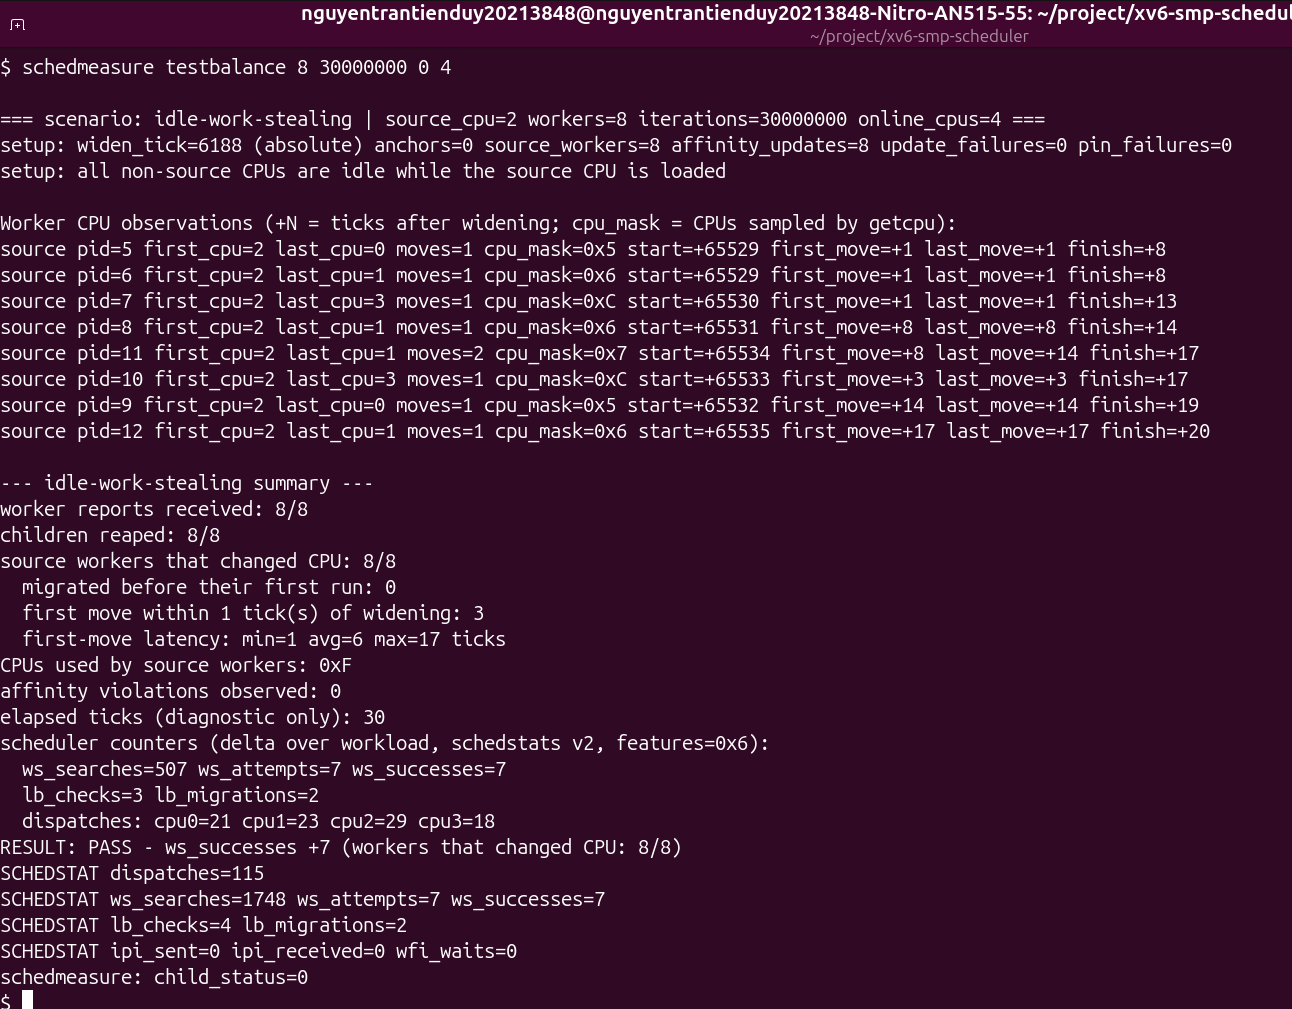 nguyentrantienduy20213848@nguyentrantienduy20213848-Nitro-AN515-55: ~/project/xv6-smp-schedul
~/project/xv6-smp-scheduler
$ schedmeasure testbalance 8 30000000 0 4
=== scenario: idle-work-stealing | source_cpu=2 workers=8 iterations=30000000 online_cpus=4 ===
setup: widen_tick=6188 (absolute) anchors=0 source_workers=8 affinity_updates=8 update_failures=0 pin_failures=0
setup: all non-source CPUs are idle while the source CPU is loaded
Worker CPU observations (+N = ticks after widening; cpu_mask = CPUs sampled by getcpu):
source pid=5 first_cpu=2 last_cpu=0 moves=1 cpu_mask=0x5 start=+65529 first_move=+1 last_move=+1 finish=+8
source pid=6 first_cpu=2 last_cpu=1 moves=1 cpu_mask=0x6 start=+65529 first_move=+1 last_move=+1 finish=+8
source pid=7 first_cpu=2 last_cpu=3 moves=1 cpu_mask=0xC start=+65530 first_move=+1 last_move=+1 finish=+13
source pid=8 first_cpu=2 last_cpu=1 moves=1 cpu_mask=0x6 start=+65531 first_move=+8 last_move=+8 finish=+14
source pid=11 first_cpu=2 last_cpu=1 moves=2 cpu_mask=0x7 start=+65534 first_move=+8 last_move=+14 finish=+17
source pid=10 first_cpu=2 last_cpu=3 moves=1 cpu_mask=0xC start=+65533 first_move=+3 last_move=+3 finish=+17
source pid=9 first_cpu=2 last_cpu=0 moves=1 cpu_mask=0x5 start=+65532 first_move=+14 last_move=+14 finish=+19
source pid=12 first_cpu=2 last_cpu=1 moves=1 cpu_mask=0x6 start=+65535 first_move=+17 last_move=+17 finish=+20
--- idle-work-stealing summary ---
worker reports received: 8/8
children reaped: 8/8
source workers that changed CPU: 8/8
migrated before their first run: 0
first move within 1 tick(s) of widening: 3
first-move latency: min=1 avg=6 max=17 ticks
CPUs used by source workers: 0xF
affinity violations observed: 0
elapsed ticks (diagnostic only): 30
scheduler counters (delta over workload, schedstats v2, features=0x6):
ws_searches=507 ws_attempts=7 ws_successes=7
lb_checks=3 lb_migrations=2
dispatches: cpu0=21 cpu1=23 cpu2=29 cpu3=18
RESULT: PASS - ws_successes +7 (workers that changed CPU: 8/8)
SCHEDSTAT dispatches=115
SCHEDSTAT ws_searches=1748 ws_attempts=7 ws_successes=7
SCHEDSTAT lb_checks=4 lb_migrations=2
SCHEDSTAT ipi_sent=0 ipi_received=0 wfi_waits=0
schedmeasure: child_status=0
$